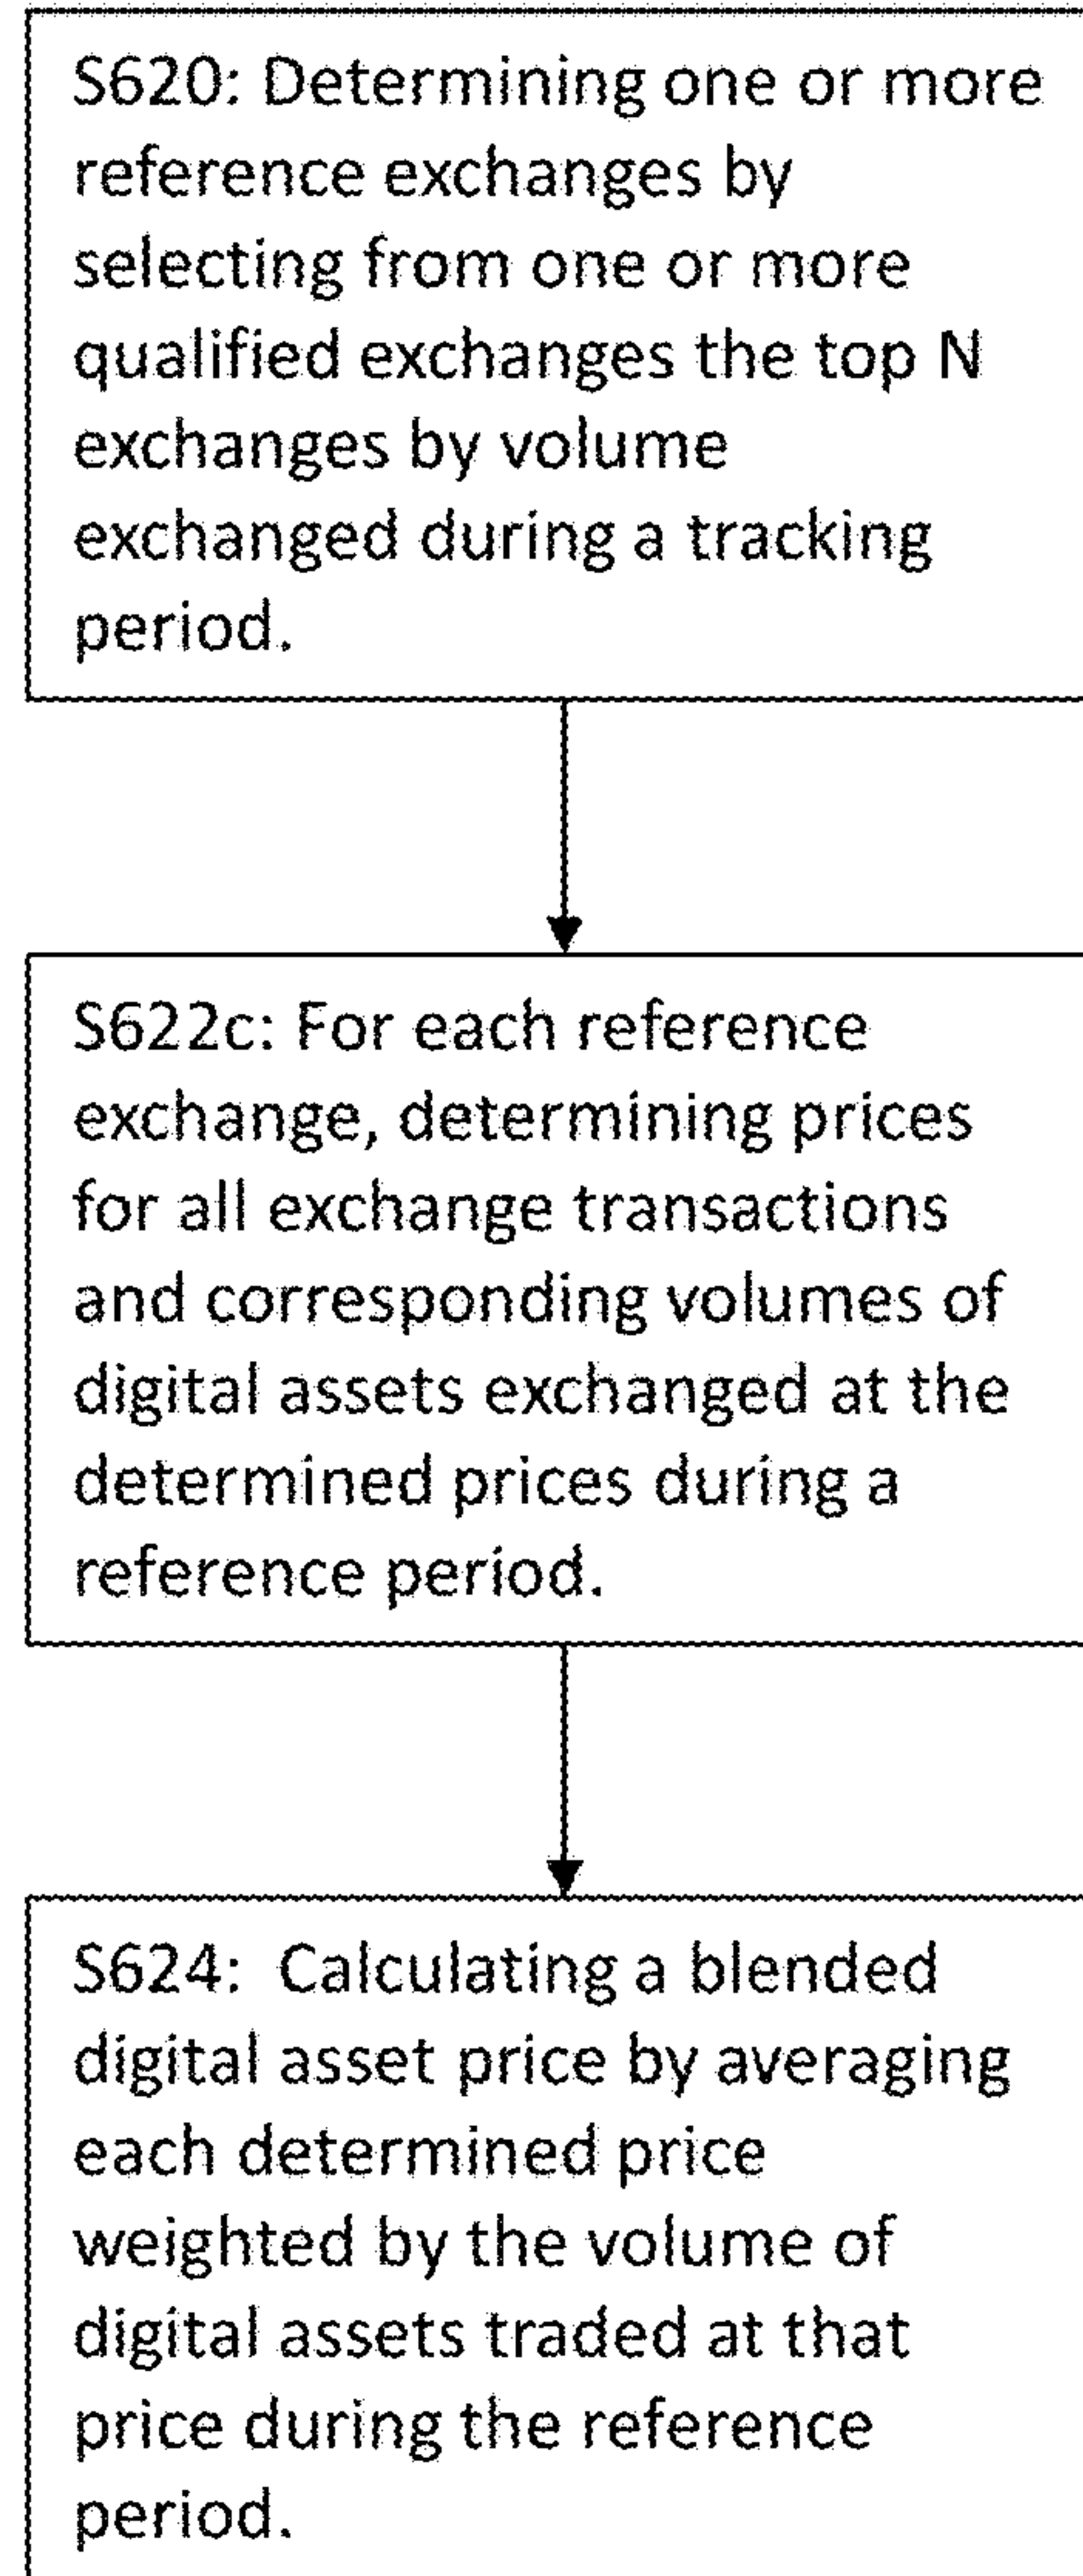 S620: Determining one or more
reference exchanges by
selecting from one or more
qualified exchanges the top N
exchanges by volume
exchanged during a tracking
period.
S622c: For each reference
exchange, determining prices
for all exchange transactions
and corresponding volumes of
digital assets exchanged at the
determined prices during a
reference period.
S624:  Calculating a blended
digital asset price by averaging
each determined price
weighted by the volume of
digital assets traded at that
price during the reference
period.